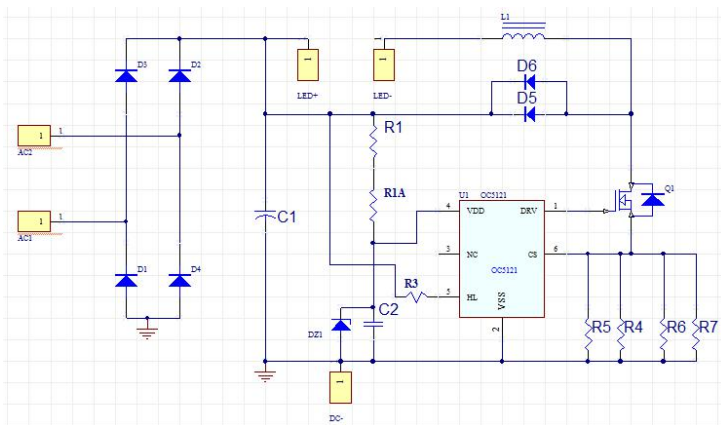 L1
D3
D2
1
1
LED+
LED-
D6
D5
1
1
AC2
R1
R1A
U1
OC5121
Q1
4
VDD
DRV
1
1
1
AC1
C1
3
NC
CS
6
OC5121
D1
D4
R3
5
HL
VSS
C2
DZ1
2
R5
R4
R6
R7
1
DC-